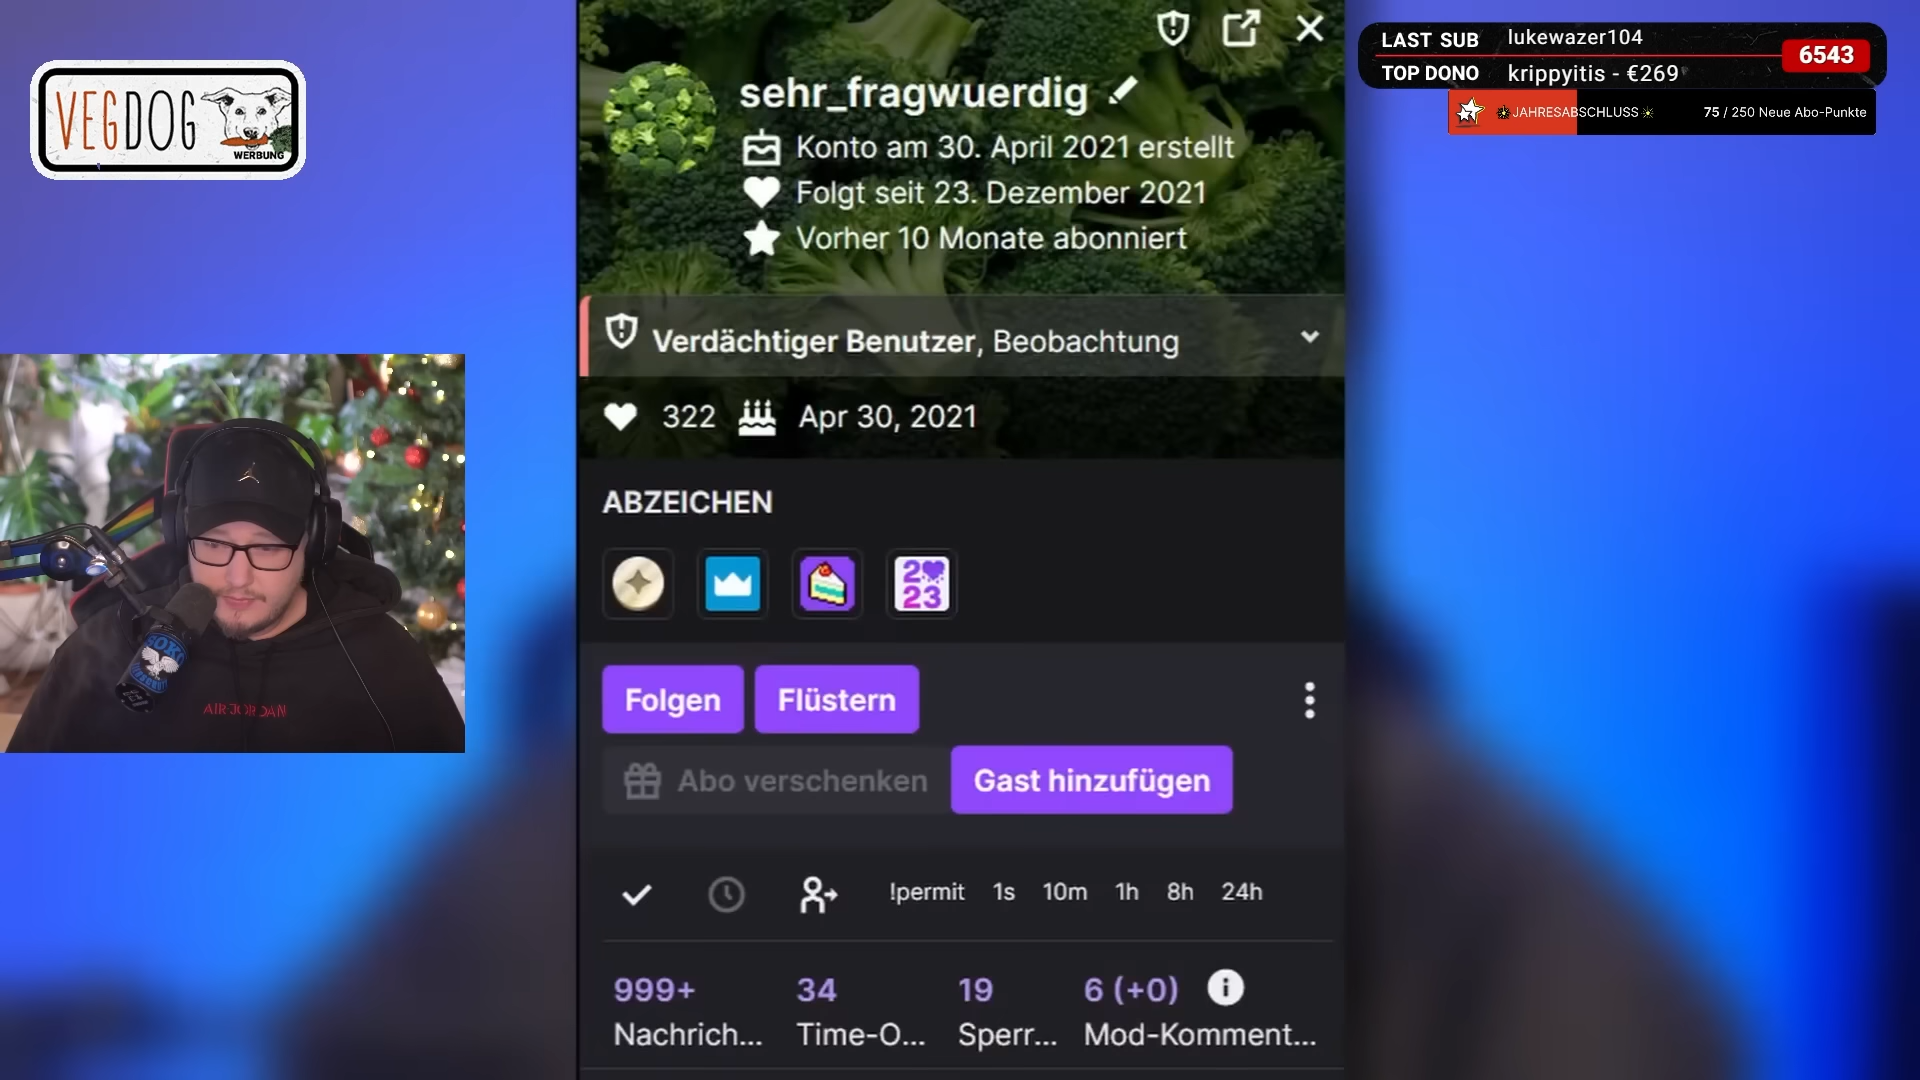 VEGDOG
WERBUNG
LAST SUB lukewazer104
TOP DONO krippyitis - €269
6543
JAHRESABSCHLUSS 75 / 250 Neue Abo-Punkte
sehr_fragwuerdig
Konto am 30. April 2021 erstellt
Folgt seit 23. Dezember 2021
Vorher 10 Monate abonniert
Verdächtiger Benutzer, Beobachtung
322 Apr 30, 2021
ABZEICHEN
2
23
Folgen Flüstern
Abo verschenken Gast hinzufügen
!permit 1s 10m 1h 8h 24h
999+ 34 19 6 (+0)
Nachrich... Time-O... Sperr... Mod-Komment...
SOKO
AIR JORDAN